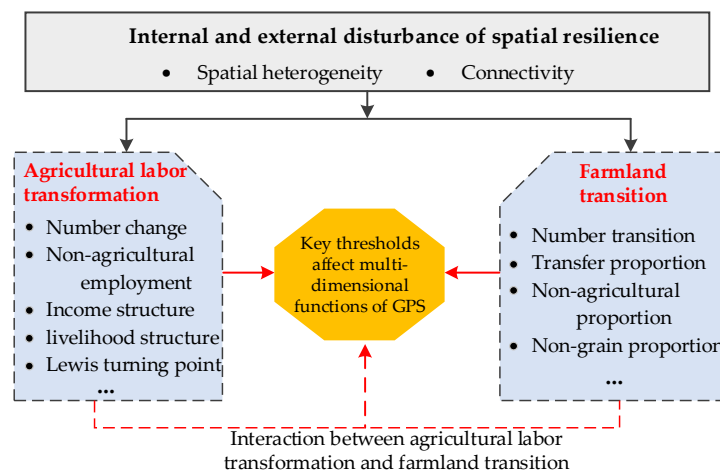 Internal and external disturbance of spatial resilience
• Spatial heterogeneity • Connectivity
Agricultural labor
transformation
• Number change
• Non-agricultural
employment
• Income structure
• livelihood structure
• Lewis turning point
...
Key thresholds
affect multi-
dimensional
functions of GPS
Farmland
transition
• Number transition
• Transfer proportion
• Non-agricultural
proportion
• Non-grain proportion
...
Interaction between agricultural labor
transformation and farmland transition